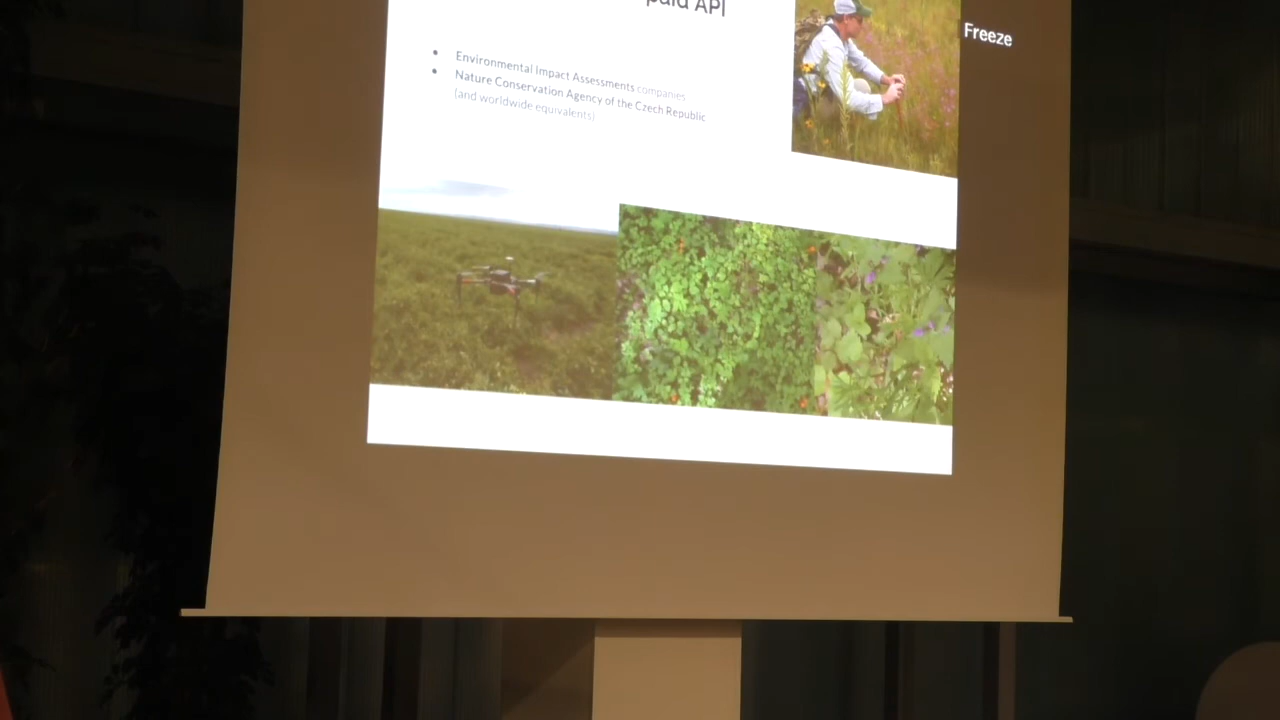 paid API
Freeze
Environmental Impact Assessments companies
Nature Conservation Agency of the Czech Republic
(and worldwide equivalents)